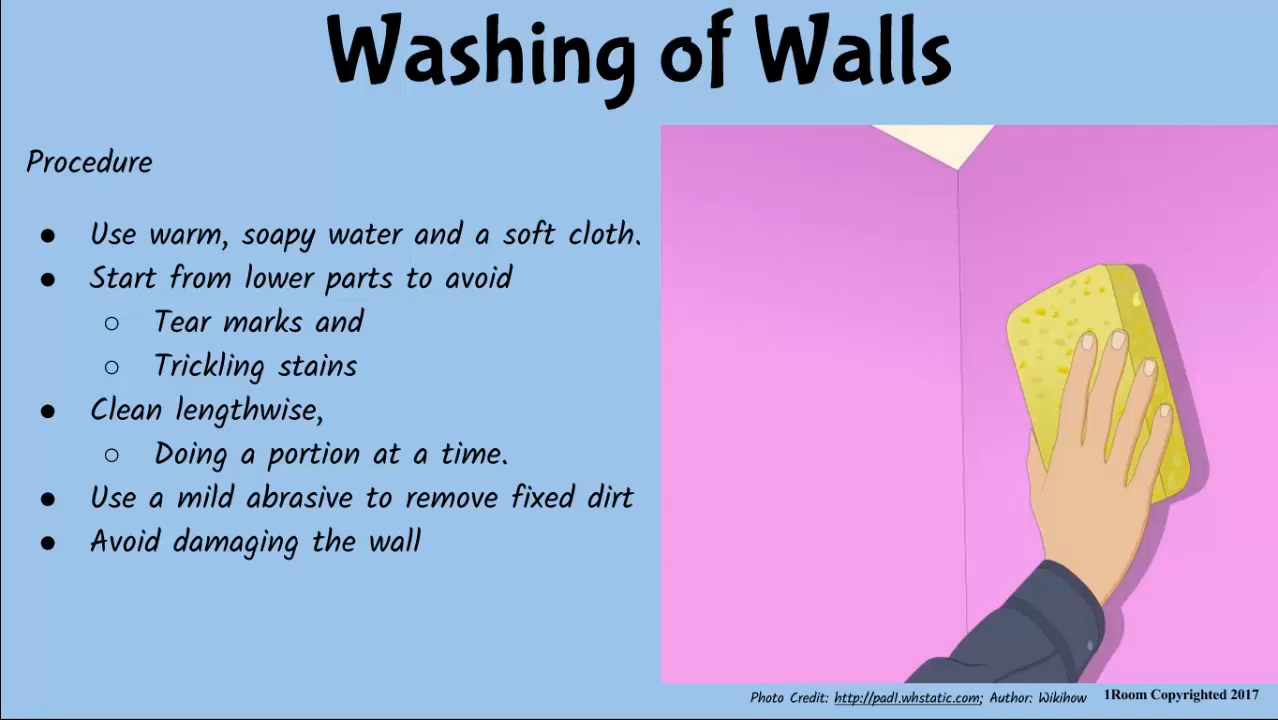 Washing of Walls
Procedure
● Use warm, soapy water and a soft cloth.
● Start from lower parts to avoid
○ Tear marks and
○ Trickling stains
● Clean lengthwise,
○ Doing a portion at a time.
● Use a mild abrasive to remove fixed dirt
● Avoid damaging the wall
Photo Credit: http://pad1.whstatic.com; Author: Wikihow
1Room Copyrighted 2017